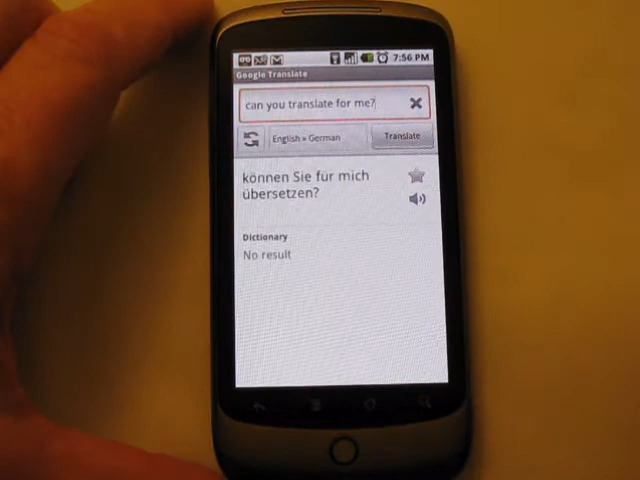 7:56 PM
Google Translate
can you translate for me?
English » German
Translate
können Sie für mich
übersetzen?
Dictionary
No result